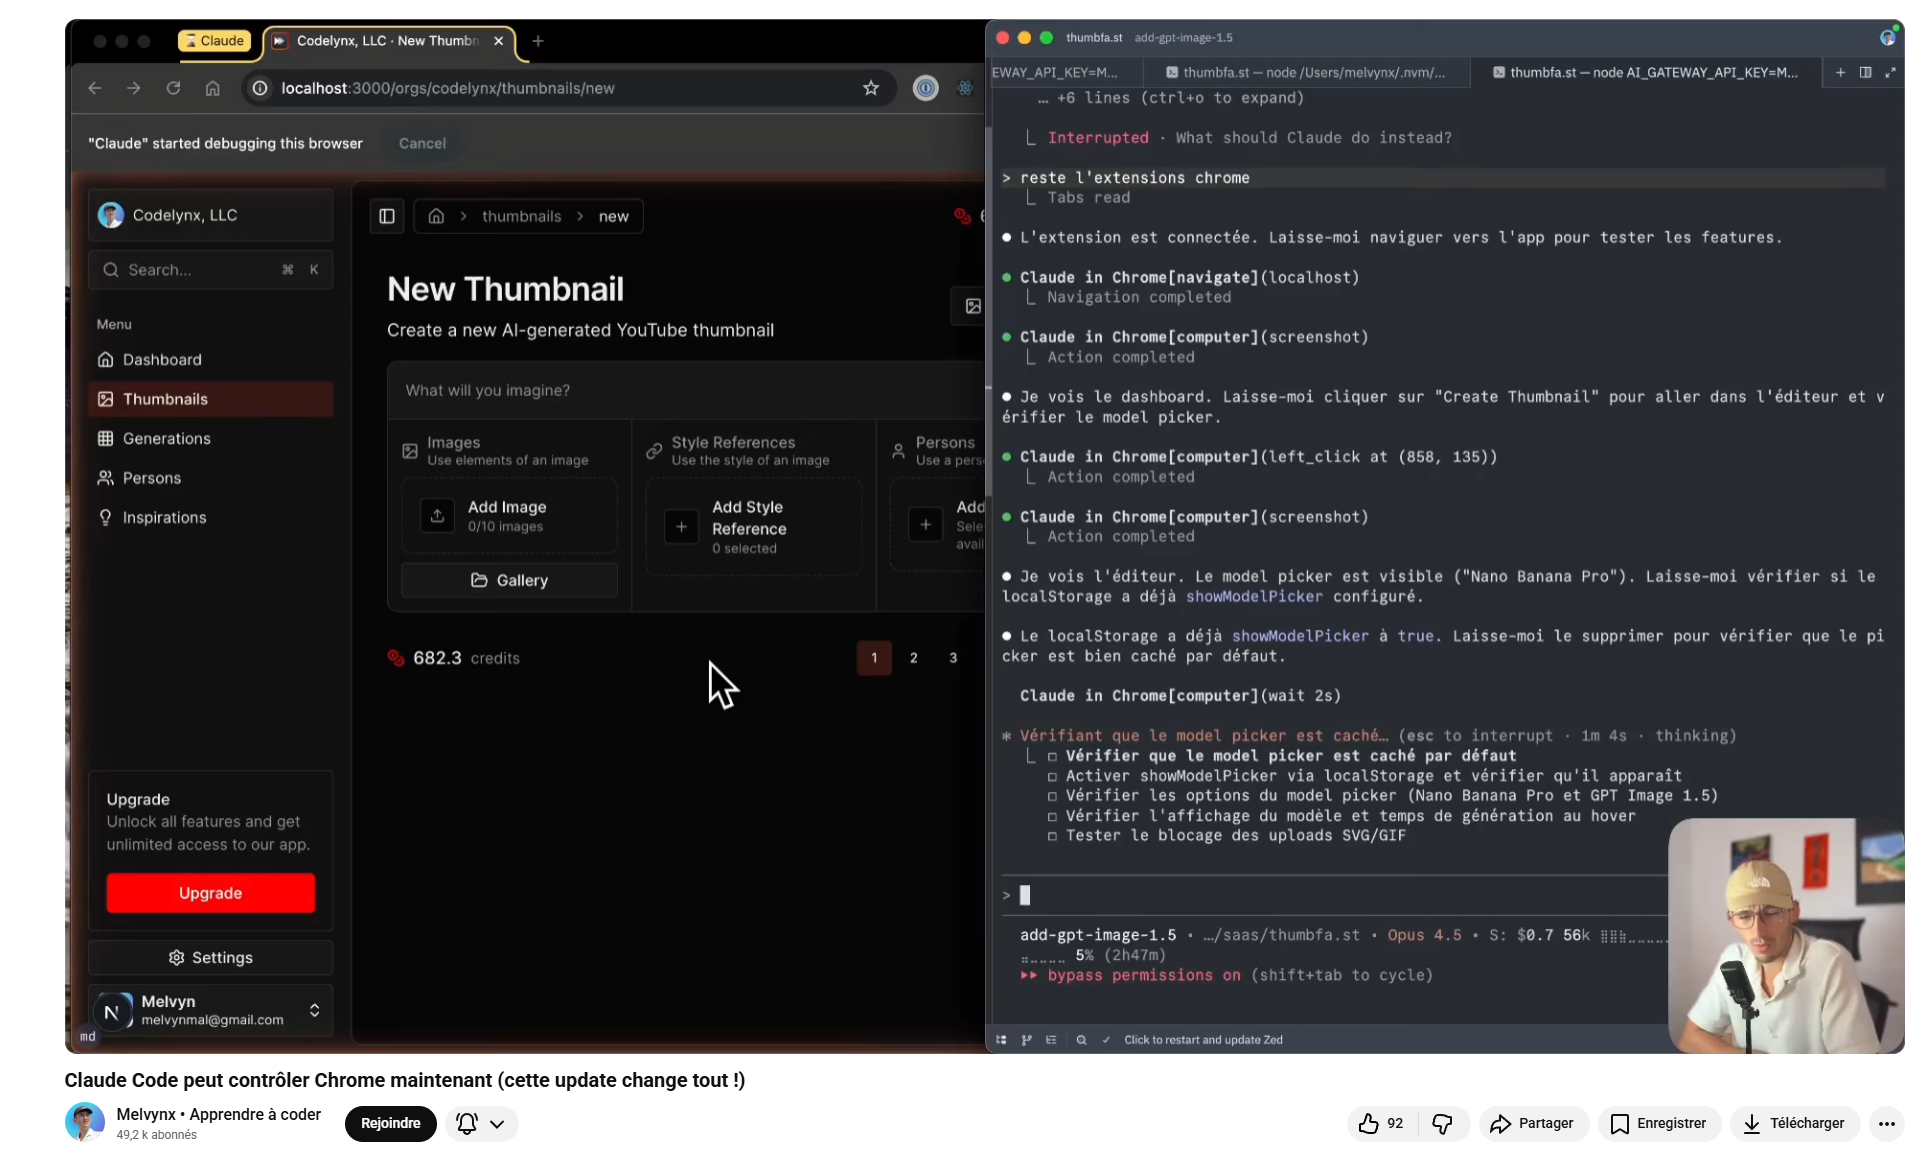 Claude
Codelynx, LLC · New Thumbn
localhost:3000/orgs/codelynx/thumbnails/new
"Claude" started debugging this browser
Cancel
Codelynx, LLC
Search...
⌘ K
Menu
Dashboard
Thumbnails
Generations
Persons
Inspirations
Upgrade
Unlock all features and get
unlimited access to our app.
Upgrade
Settings
N
Melvyn
melvynmal@gmail.com
md
thumbnails > new
New Thumbnail
Create a new AI-generated YouTube thumbnail
What will you imagine?
Images
Use elements of an image
Add Image
0/10 images
Gallery
Style References
Use the style of an image
Add Style
Reference
0 selected
Persons
Use a pers
Add
Sele
avail
682.3 credits
1 2 3
thumbfa.st add-gpt-image-1.5
EWAY_API_KEY=M...
thumbfa.st — node /Users/melvynx/.nvm/...
thumbfa.st — node AI_GATEWAY_API_KEY=M...
… +6 lines (ctrl+o to expand)
Interrupted · What should Claude do instead?
> reste l'extensions chrome
Tabs read
L'extension est connectée. Laisse-moi naviguer vers l'app pour tester les features.
Claude in Chrome[navigate](localhost)
Navigation completed
Claude in Chrome[computer](screenshot)
Action completed
Je vois le dashboard. Laisse-moi cliquer sur "Create Thumbnail" pour aller dans l'éditeur et v
érifier le model picker.
Claude in Chrome[computer](left_click at (858, 135))
Action completed
Claude in Chrome[computer](screenshot)
Action completed
Je vois l'éditeur. Le model picker est visible ("Nano Banana Pro"). Laisse-moi vérifier si le
localStorage a déjà showModelPicker configuré.
Le localStorage a déjà showModelPicker à true. Laisse-moi le supprimer pour vérifier que le pi
cker est bien caché par défaut.
Claude in Chrome[computer](wait 2s)
* Vérifiant que le model picker est caché… (esc to interrupt · 1m 4s · thinking)
Vérifier que le model picker est caché par défaut
Activer showModelPicker via localStorage et vérifier qu'il apparaît
Vérifier les options du model picker (Nano Banana Pro et GPT Image 1.5)
Vérifier l'affichage du modèle et temps de génération au hover
Tester le blocage des uploads SVG/GIF
>
add-gpt-image-1.5 • …/saas/thumbfa.st • Opus 4.5 • S: $0.7 56k
5% (2h47m)
bypass permissions on (shift+tab to cycle)
Click to restart and update Zed
Claude Code peut contrôler Chrome maintenant (cette update change tout !)
Melvynx • Apprendre à coder
49,2 k abonnés
Rejoindre
92
Partager
Enregistrer
Télécharger